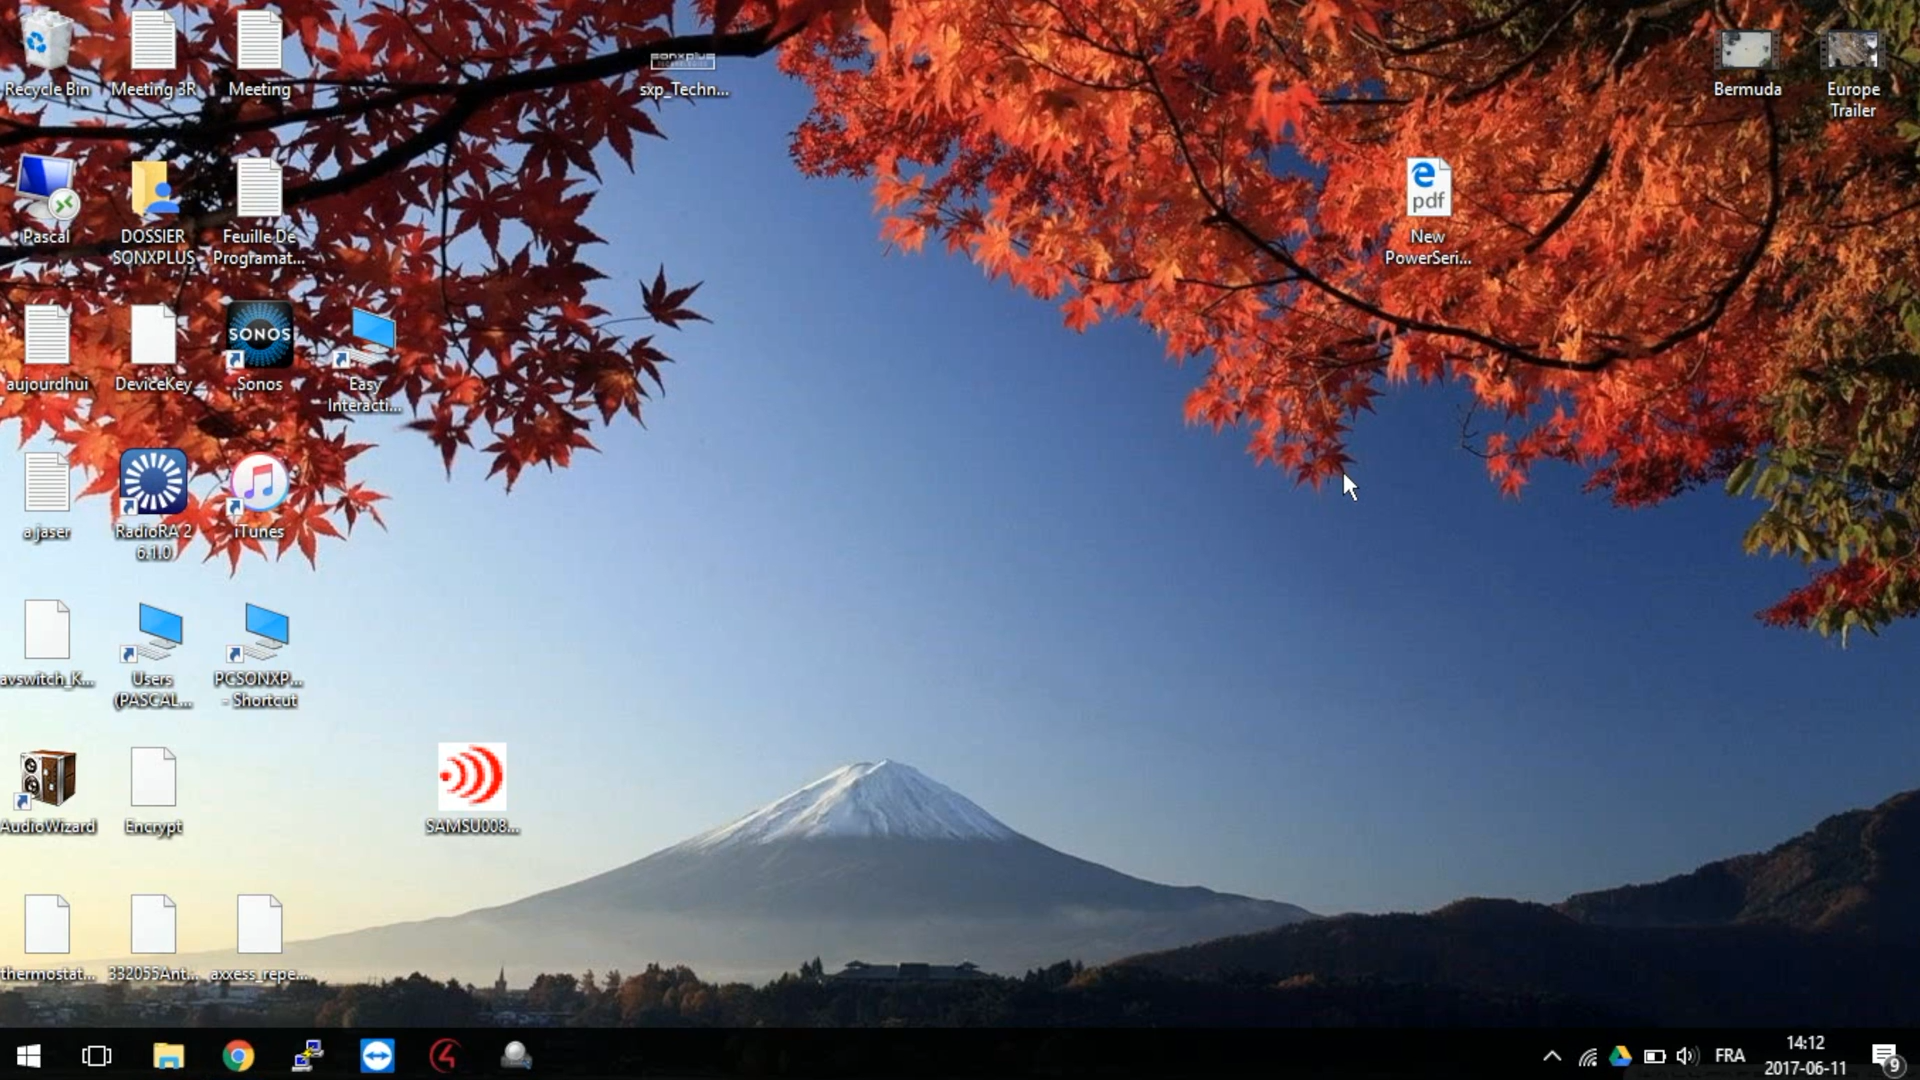 Recycle Bin
Meeting 3R
Meeting
sonxplus
sxp_Techn...
Bermuda
Europe
Trailer
Pascal
DOSSIER
SONXPLUS
Feuille De
Programat...
pdf
New
PowerSeri...
aujourdhui
DeviceKey
SONOS
Sonos
Easy
Interacti...
a jaser
RadioRA 2
6.1.0
iTunes
avswitch_K...
Users
(PASCAL...
PCSONXP...
- Shortcut
AudioWizard
Encrypt
SAMSU008...
thermostat...
332055Ant...
axxess_repe...
FRA
14:12
2017-06-11
9